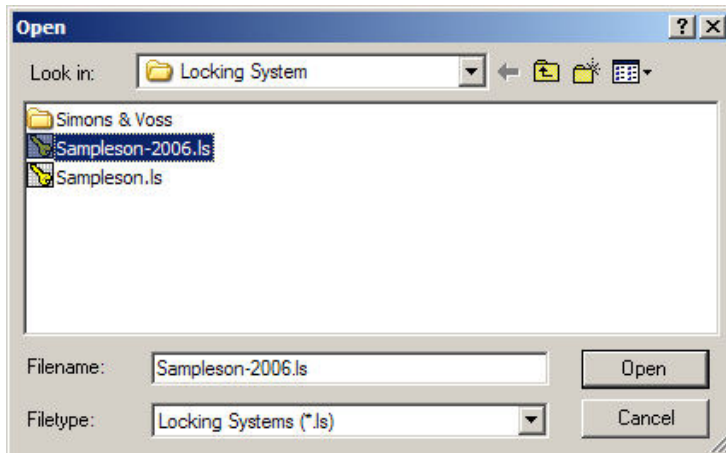 Open
Look in: Locking System
Simons & Voss
Sampleson-2006.ls
Sampleson.ls
Filename: Sampleson-2006.ls Open
Filetype: Locking Systems (*.ls) Cancel